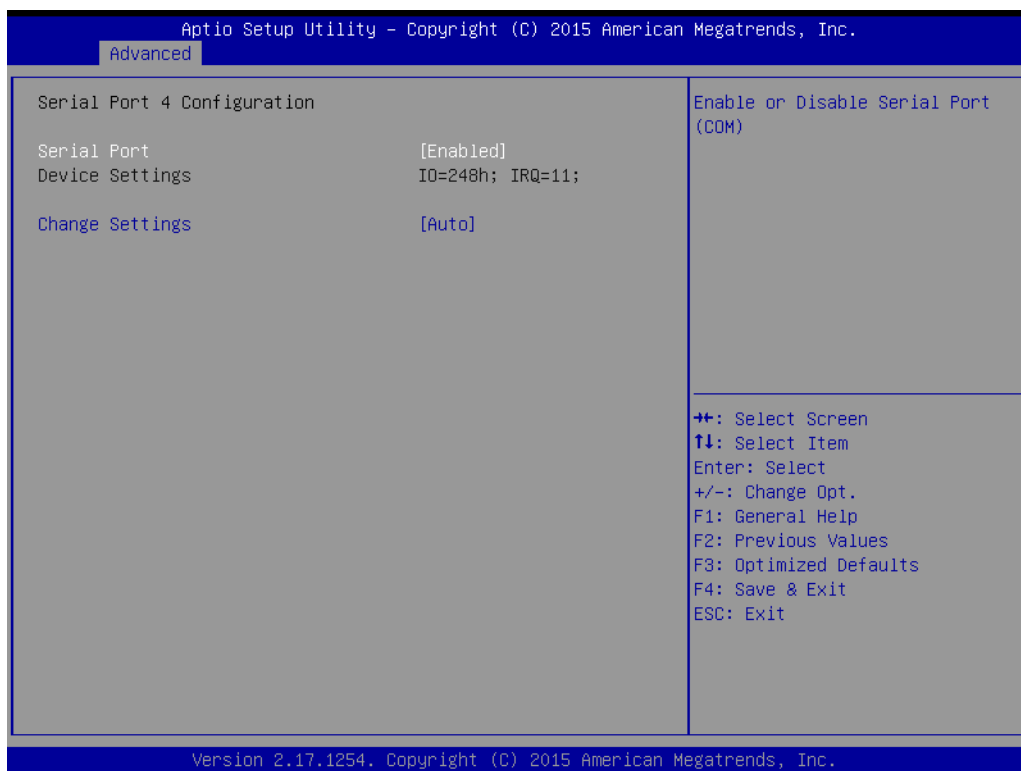 Aptio Setup Utility – Copyright (C) 2015 American Megatrends, Inc.
Advanced
Serial Port 4 Configuration
Serial Port [Enabled]
Device Settings IO=248h; IRQ=11;
Change Settings [Auto]
Enable or Disable Serial Port
(COM)
→←: Select Screen
↑↓: Select Item
Enter: Select
+/-: Change Opt.
F1: General Help
F2: Previous Values
F3: Optimized Defaults
F4: Save & Exit
ESC: Exit
Version 2.17.1254. Copyright (C) 2015 American Megatrends, Inc.